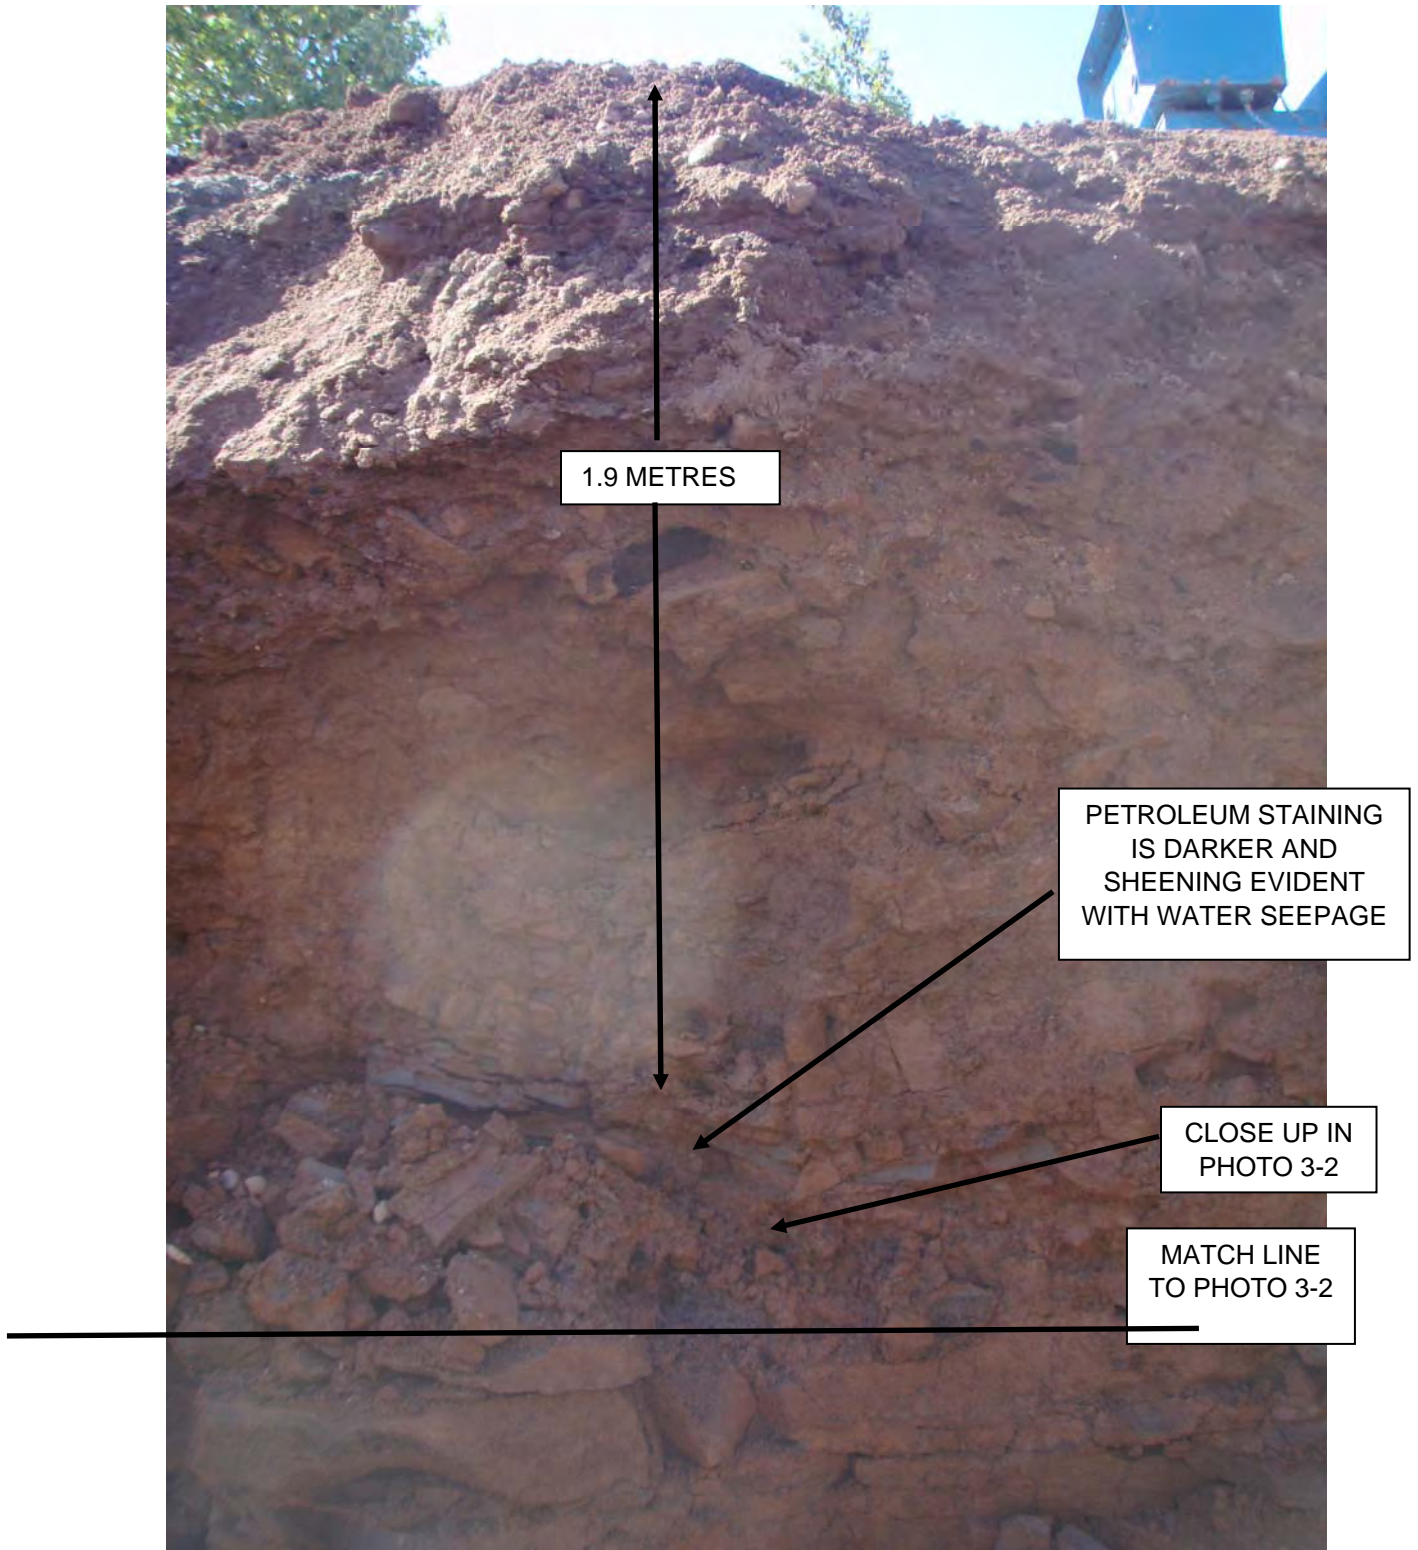 1.9 METRES
PETROLEUM STAINING
IS DARKER AND
SHEENING EVIDENT
WITH WATER SEEPAGE
CLOSE UP IN
PHOTO 3-2
MATCH LINE
TO PHOTO 3-2